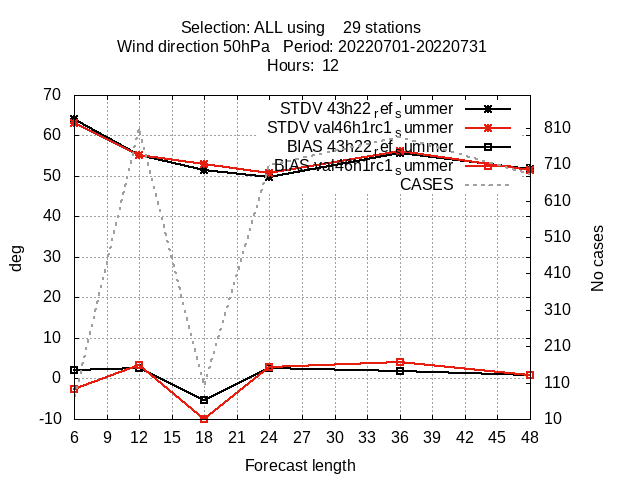 Selection: ALL using 29 stations
Wind direction 50hPa Period: 20220701-20220731
Hours: 12
70
60
50
40
30
20
10
0
-10
deg
STDV 43h22_ref_summer
STDV val46h1rc1_summer
BIAS 43h22_ref_summer
BIAS val46h1rc1_summer
CASES
810
710
610
510
410
310
210
110
10
No cases
6 9 12 15 18 21 24 27 30 33 36 39 42 45 48
Forecast length